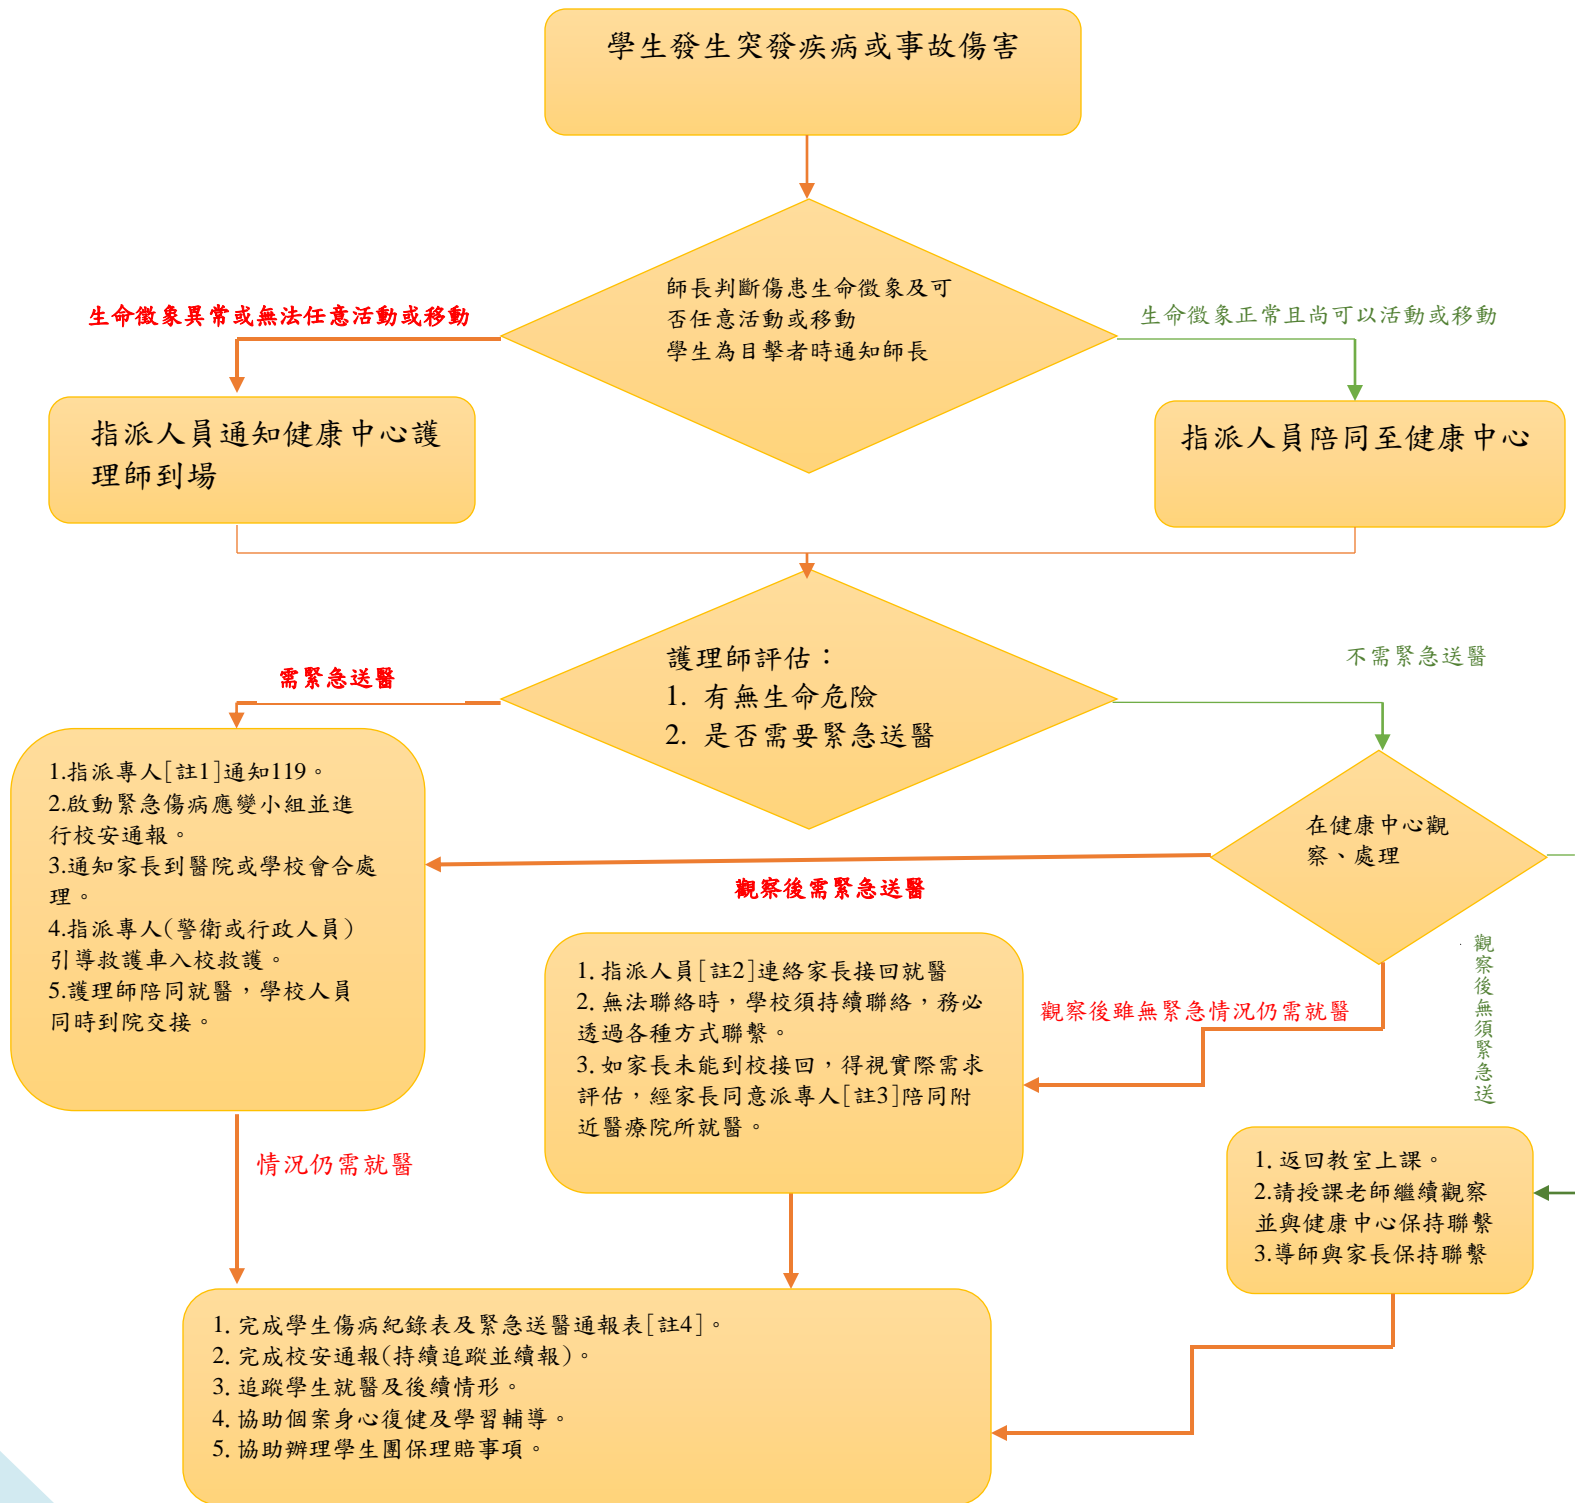 學生發生突發疾病或事故傷害
師長判斷傷患生命徵象及可
否任意活動或移動
學生為目擊者時通知師長
生命徵象異常或無法任意活動或移動
生命徵象正常且尚可以活動或移動
指派人員通知健康中心護
理師到場
指派人員陪同至健康中心
護理師評估：
1. 有無生命危險
2. 是否需要緊急送醫
需緊急送醫
不需緊急送醫
1.指派專人[註1]通知119。
2.啟動緊急傷病應變小組並進
行校安通報。
3.通知家長到醫院或學校會合處
理。
4.指派專人(警衛或行政人員)
引導救護車入校救護。
5.護理師陪同就醫，學校人員
同時到院交接。
在健康中心觀
察、處理
觀察後需緊急送醫
觀察後雖無緊急情況仍需就醫
觀察後無須緊急送
1. 指派人員[註2]連絡家長接回就醫
2. 無法聯絡時，學校須持續聯絡，務必
透過各種方式聯繫。
3. 如家長未能到校接回，得視實際需求
評估，經家長同意派專人[註3]陪同附
近醫療院所就醫。
1. 返回教室上課。
2.請授課老師繼續觀察
並與健康中心保持聯繫
3.導師與家長保持聯繫
情況仍需就醫
1. 完成學生傷病紀錄表及緊急送醫通報表[註4]。
2. 完成校安通報(持續追蹤並續報)。
3. 追蹤學生就醫及後續情形。
4. 協助個案身心復健及學習輔導。
5. 協助辦理學生團保理賠事項。